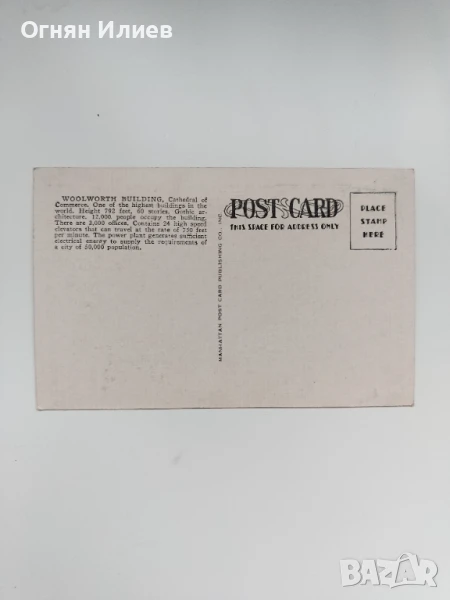 Огнян Илиев
WOOLWORTH BUILDING, Cathedral of
Commerce. One of the highest buildings in the
world. Height 792 feet, 60 stories. Gothic ar-
chitecture. 12,000 people occupy the building.
There are 3,000 offices. Contains 24 high speed
elevators that can travel at the rate of 750 feet
per minute. The power plant generates sufficient
electrical energy to supply the requirements of
a city of 50,000 population.
MANHATTAN POST CARD PUBLISHING CO., INC.
POST CARD
THIS SPACE FOR ADDRESS ONLY
PLACE
STAMP
HERE
BAZAR